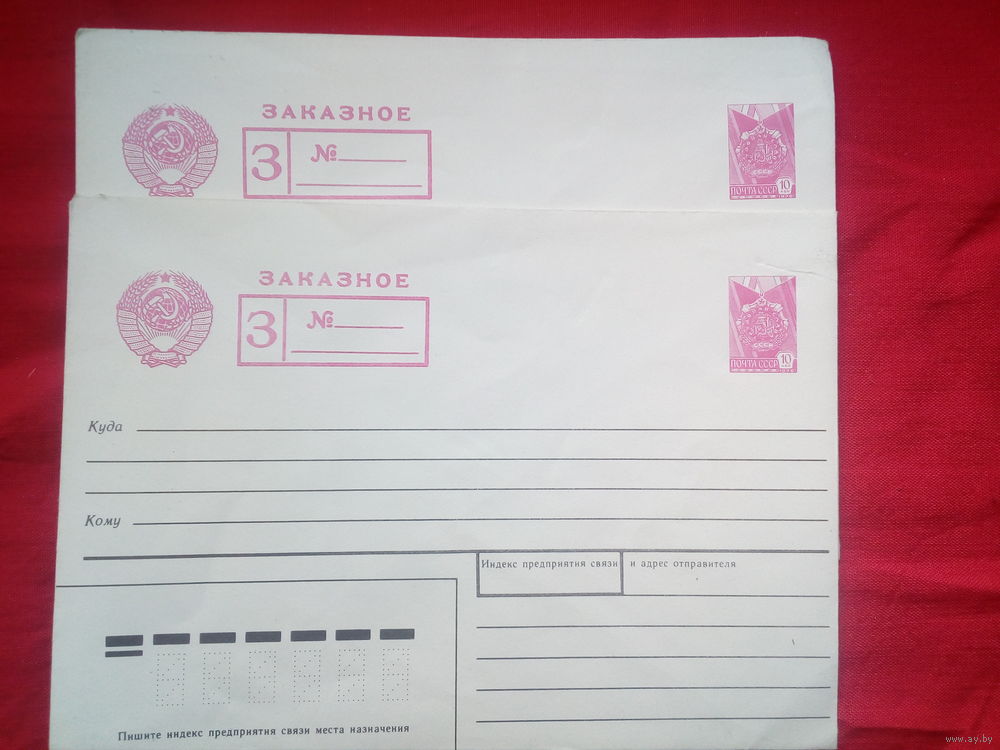 ЗАКАЗНОЕ
З №
ПОЧТА СССР 10
ЗАКАЗНОЕ
З №
СССР
ПОЧТА СССР 10
Куда
Кому
Индекс предприятия связи и адрес отправителя
Пишите индекс предприятия связи места назначения
www.ay.by